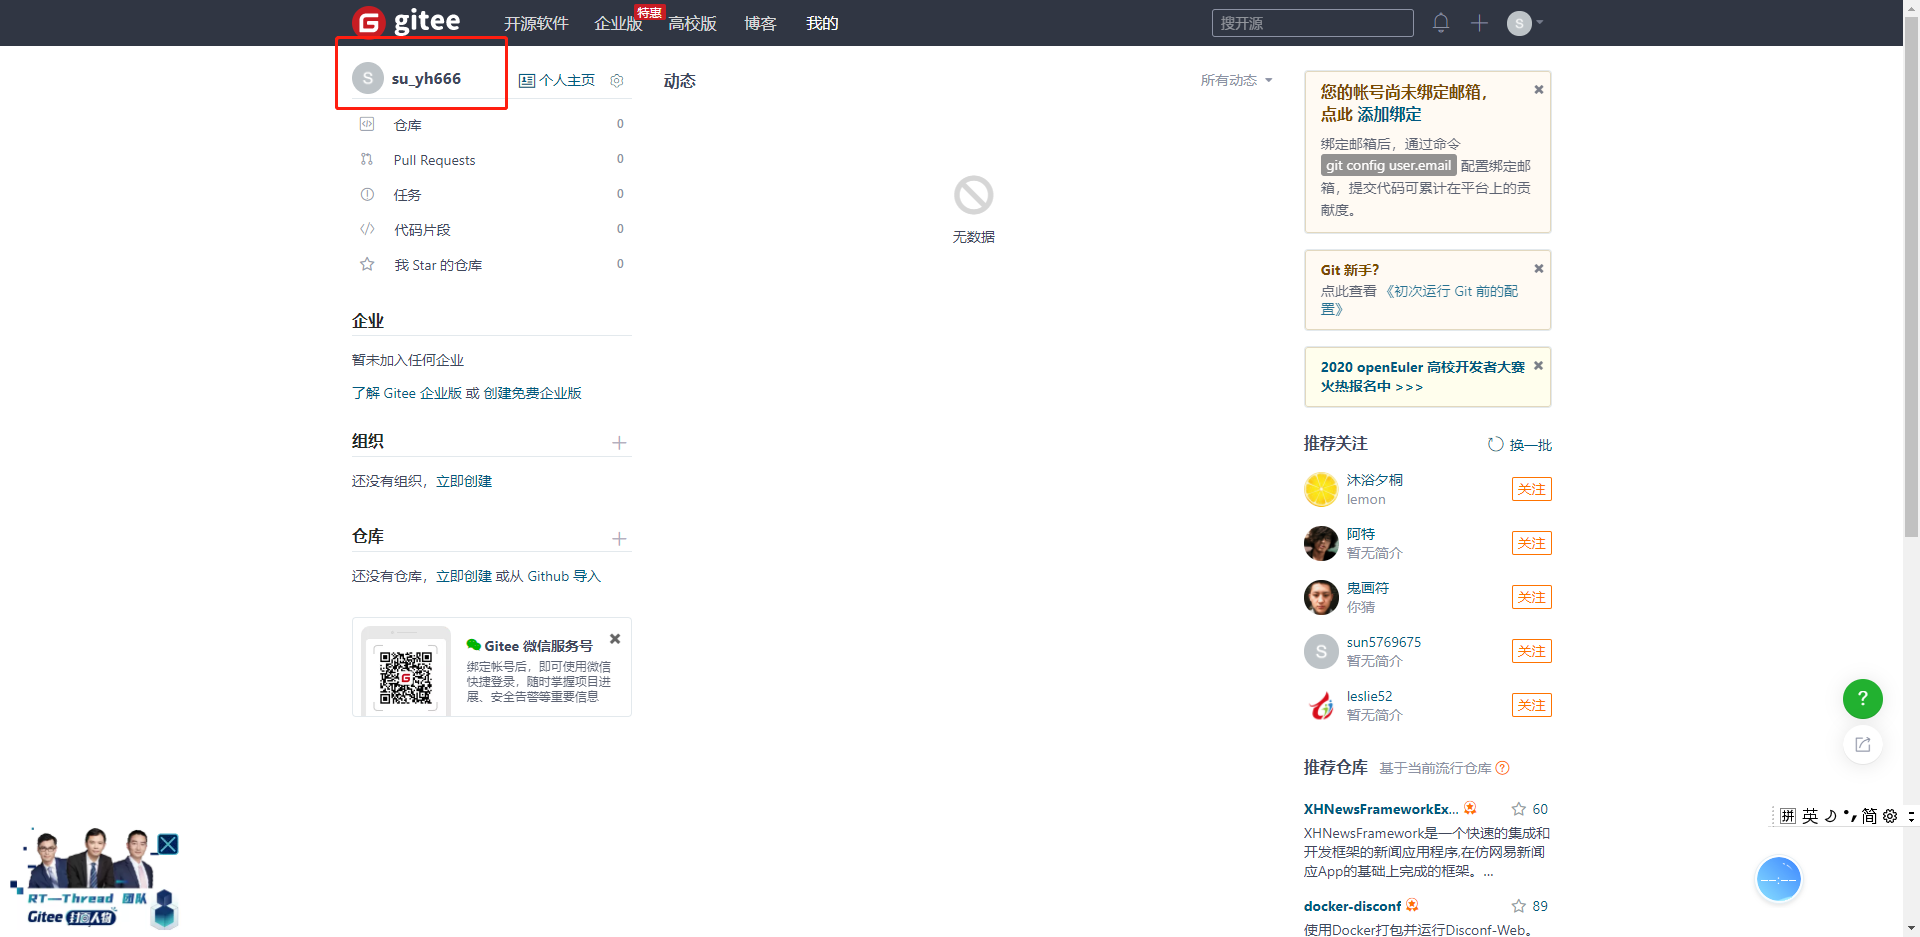 gitee
开源软件
企业版
特惠
高校版
博客
我的
搜开源
S
S
su_yh666
个人主页
仓库 0
Pull Requests 0
任务 0
代码片段 0
我 Star 的仓库 0
企业
暂未加入任何企业
了解 Gitee 企业版 或 创建免费企业版
组织
还没有组织，立即创建
仓库
还没有仓库，立即创建 或从 Github 导入
Gitee 微信服务号
绑定帐号后，即可使用微信
快捷登录，随时掌握项目进
展、安全告警等重要信息
动态
所有动态
无数据
您的帐号尚未绑定邮箱，
点此 添加绑定
绑定邮箱后，通过命令
git config user.email 配置绑定邮
箱，提交代码可累计在平台上的贡
献度。
Git 新手？
点此查看 《初次运行 Git 前的配
置》
2020 openEuler 高校开发者大赛
火热报名中 >>>
推荐关注
换一批
沐浴夕桐
lemon
关注
阿特
暂无简介
关注
鬼画符
你猜
关注
S
sun5769675
暂无简介
关注
leslie52
暂无简介
关注
推荐仓库 基于当前流行仓库 ?
XHNewsFrameworkEx... 60
XHNewsFramework是一个快速的集成和
开发框架的新闻应用程序,在仿网易新闻
应App的基础上完成的框架。...
docker-disconf 89
使用Docker打包并运行Disconf-Web。
?
拼 英 简
--:--
RT—Thread 团队
Gitee 封面人物